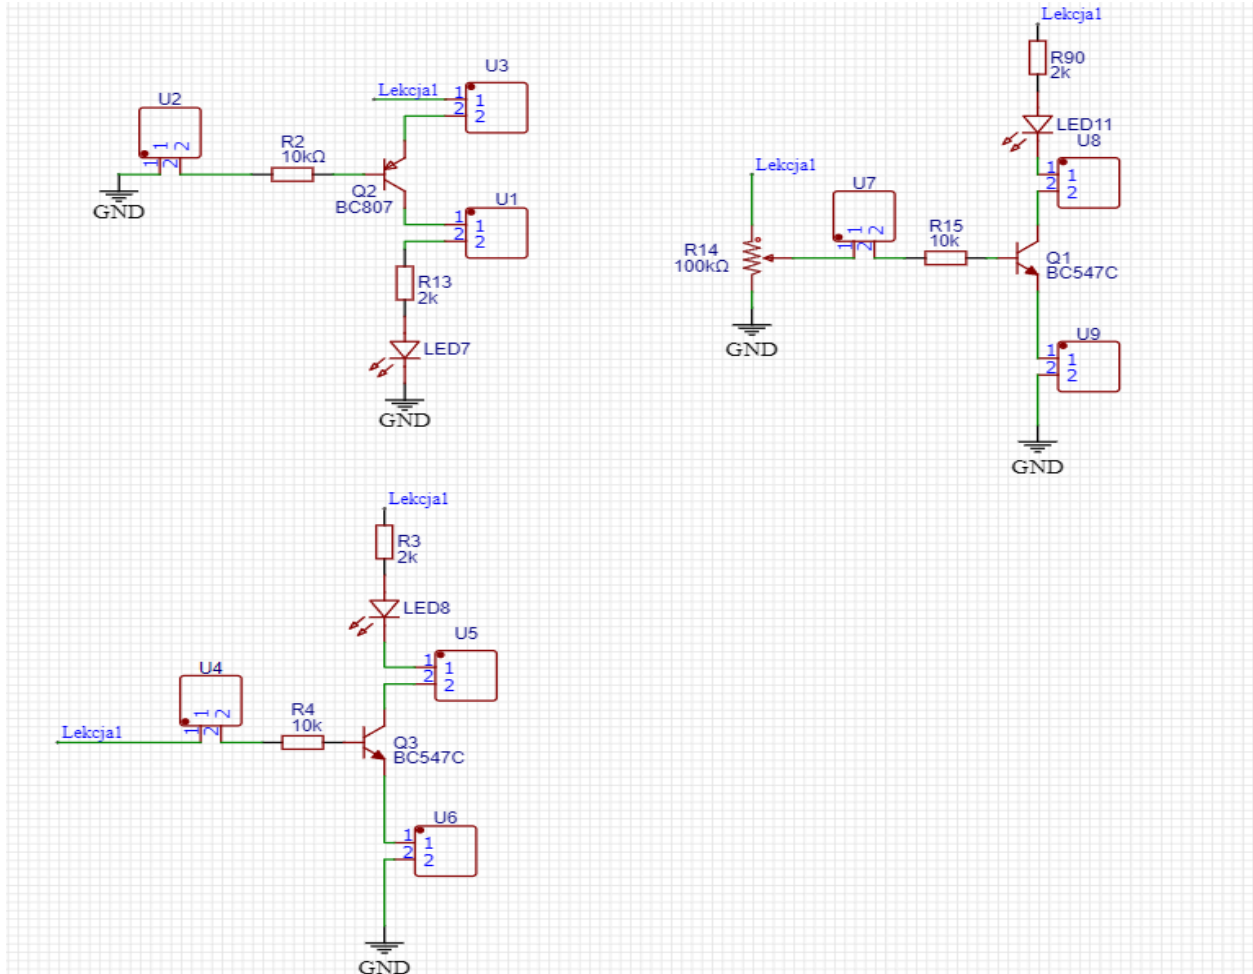 U3
Lekcja1
1
2
1
2
U2
1
2
1
2
GND
R2
10kΩ
Q2
BC807
U1
1
2
1
2
R13
2k
LED7
GND
Lekcja1
R90
2k
LED11
U8
1
2
1
2
Lekcja1
R14
100kΩ
GND
U7
1
2
1
2
R15
10k
Q1
BC547C
U9
1
2
1
2
GND
Lekcja1
R3
2k
LED8
U5
1
2
1
2
Lekcja1
U4
1
2
1
2
R4
10k
Q3
BC547C
U6
1
2
1
2
GND